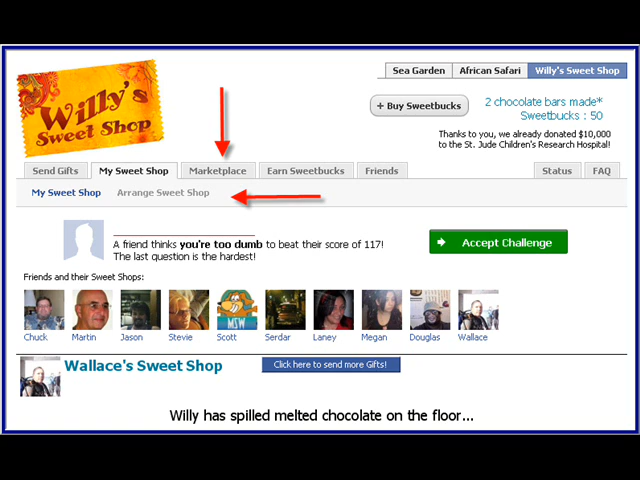 Willy's
Sweet Shop
Sea Garden
African Safari
Willy's Sweet Shop
+ Buy Sweetbucks
2 chocolate bars made*
Sweetbucks : 50
Thanks to you, we already donated $10,000
to the St. Jude Children's Research Hospital!
Send Gifts
My Sweet Shop
Marketplace
Earn Sweetbucks
Friends
Status
FAQ
My Sweet Shop
Arrange Sweet Shop
A friend thinks you're too dumb to beat their score of 117!
The last question is the hardest!
Accept Challenge
Friends and their Sweet Shops:
MSW
Chuck
Martin
Jason
Stevie
Scott
Serdar
Laney
Megan
Douglas
Wallace
Wallace's Sweet Shop
Click here to send more Gifts!
Willy has spilled melted chocolate on the floor...